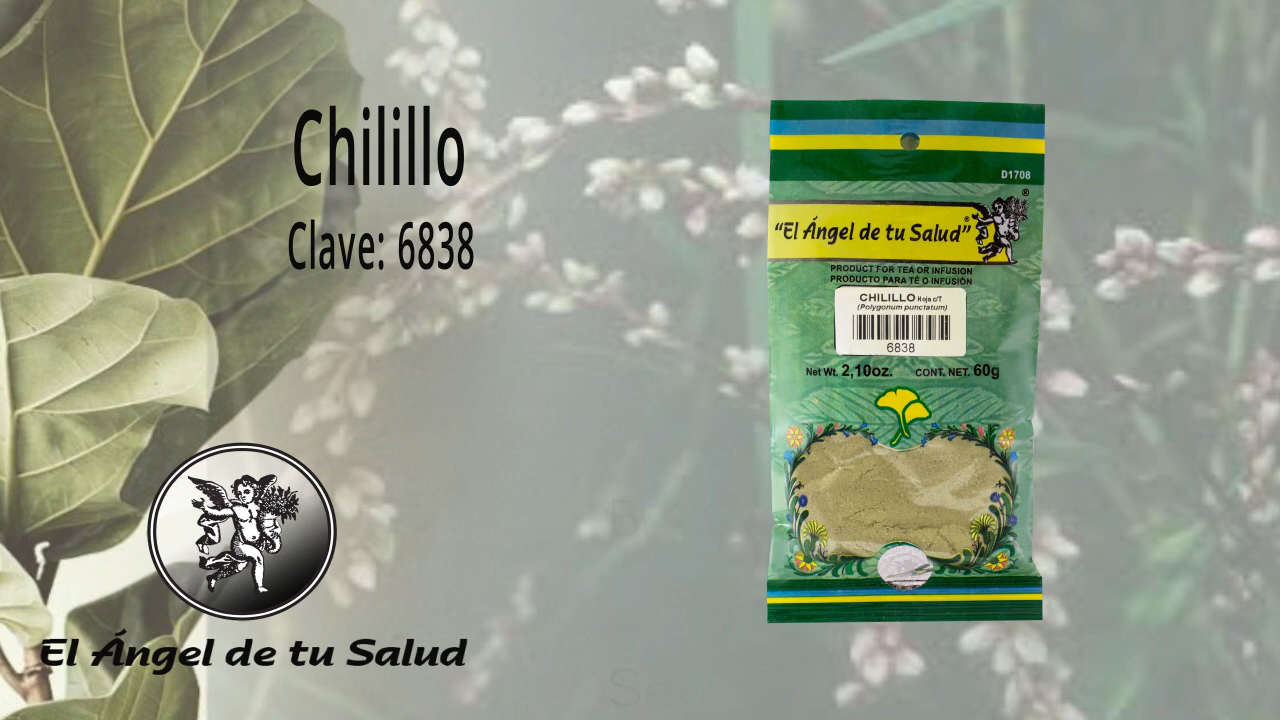 Chilillo
Clave: 6838
El Ángel de tu Salud
D1708
®
“El Ángel de tu Salud”®
PRODUCT FOR TEA OR INFUSION
PRODUCTO PARA TÉ O INFUSIÓN
CHILILLO Hoja c/T
(Polygonum punctatum)
6838
Net Wt. 2,10oz. CONT. NET. 60g